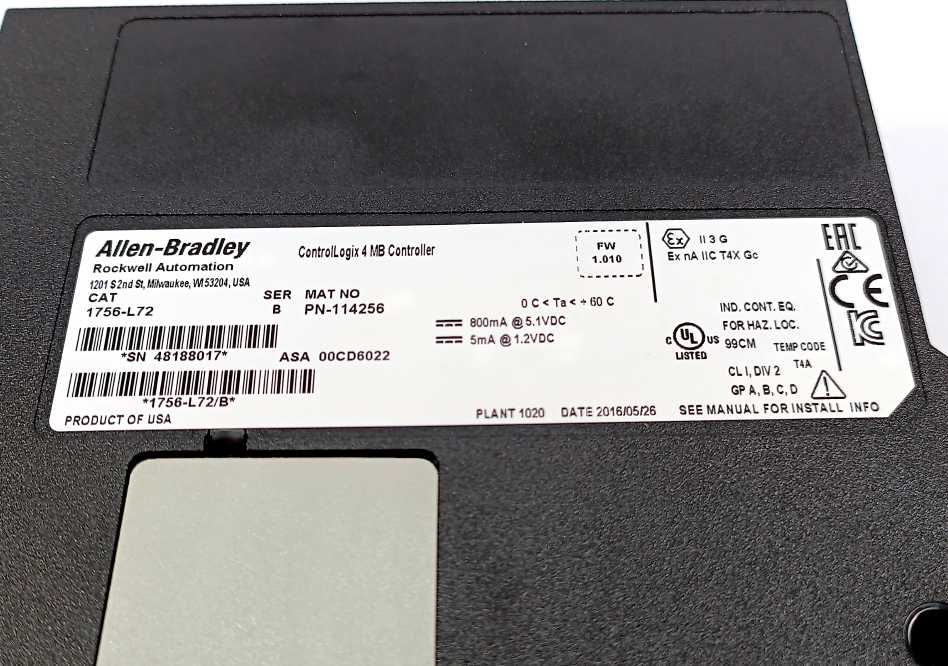 Allen-Bradley
Rockwell Automation
1201 S 2nd St, Milwaukee, WI 53204, USA
ControlLogix 4 MB Controller
FW
1.010
CAT SER MAT NO
1756-L72 B PN-114256
*SN 48188017* ASA 00CD6022
*1756-L72/B*
PRODUCT OF USA
0 C < Ta < + 60 C
800mA @ 5.1VDC
5mA @ 1.2VDC
PLANT 1020 DATE 2016/05/26
Ex II 3 G
Ex nA IIC T4X Gc
EAC
CE
IND. CONT. EQ.
FOR HAZ. LOC.
C UL US 99CM TEMP CODE
LISTED T4A
CL I, DIV 2
GP A, B, C, D
SEE MANUAL FOR INSTALL INFO